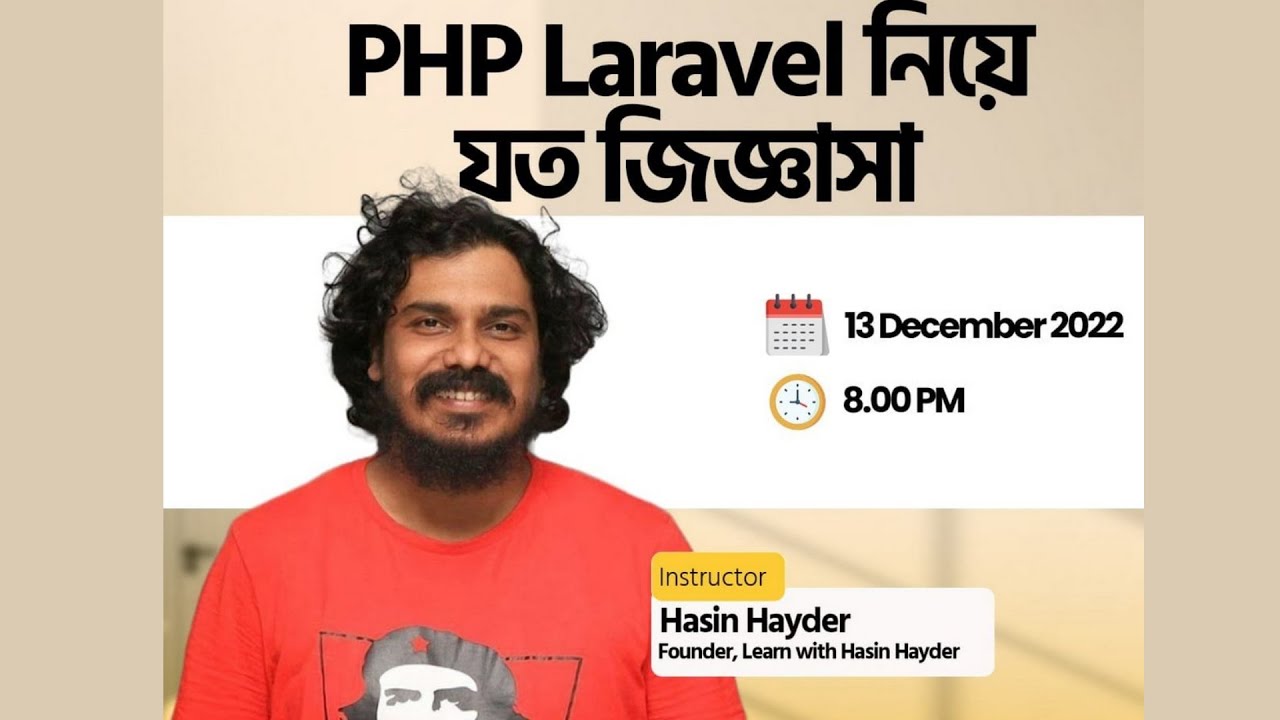 PHP Laravel নিয়ে
যত জিজ্ঞাসা
13 December 2022
8.00 PM
Instructor
Hasin Hayder
Founder, Learn with Hasin Hayder